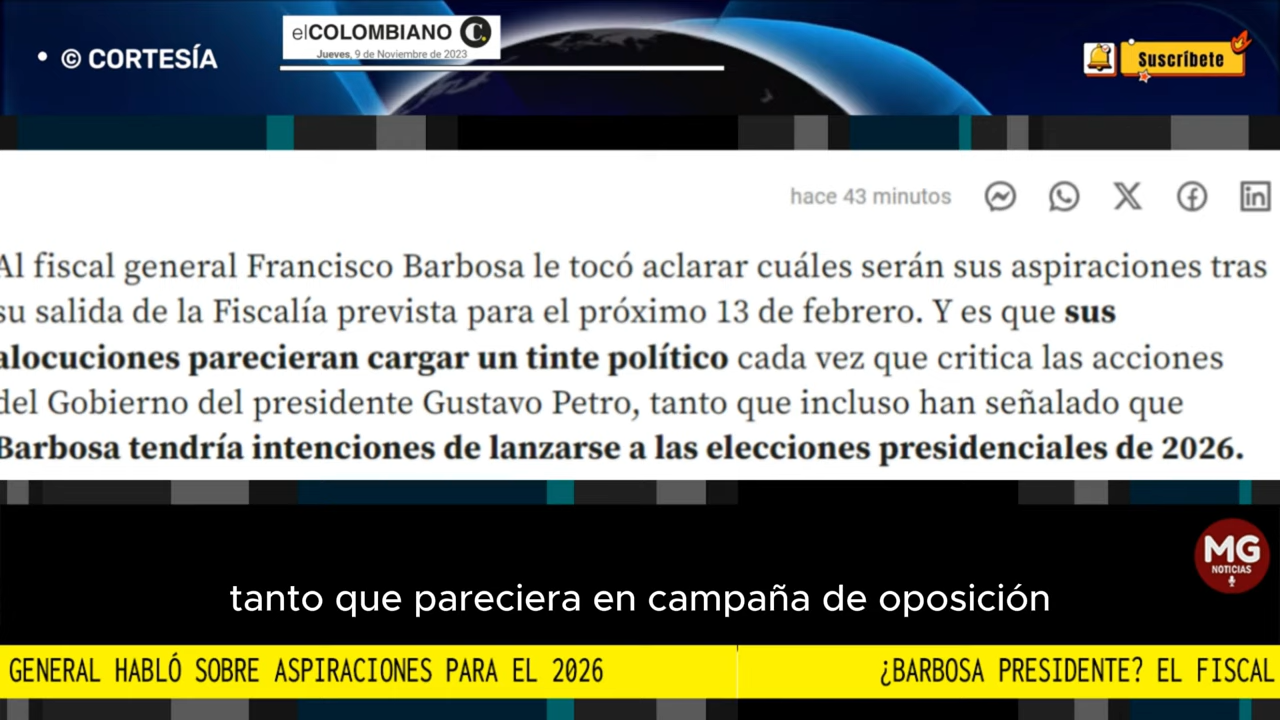 • © CORTESÍA
elCOLOMBIANO C.
Jueves, 9 de Noviembre de 2023
Suscríbete
hace 43 minutos
Al fiscal general Francisco Barbosa le tocó aclarar cuáles serán sus aspiraciones tras
su salida de la Fiscalía prevista para el próximo 13 de febrero. Y es que sus
alocuciones parecieran cargar un tinte político cada vez que critica las acciones
del Gobierno del presidente Gustavo Petro, tanto que incluso han señalado que
Barbosa tendría intenciones de lanzarse a las elecciones presidenciales de 2026.
MG
NOTICIAS
tanto que pareciera en campaña de oposición
GENERAL HABLÓ SOBRE ASPIRACIONES PARA EL 2026
¿BARBOSA PRESIDENTE? EL FISCAL